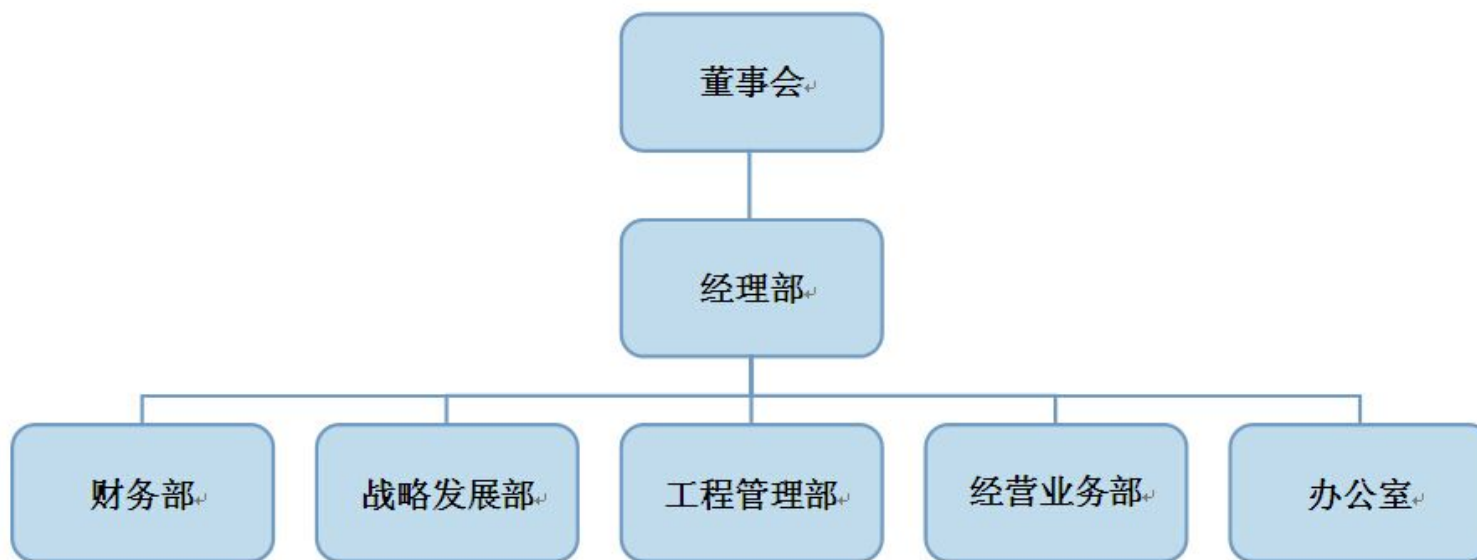 董事会
经理部
财务部
战略发展部
工程管理部
经营业务部
办公室